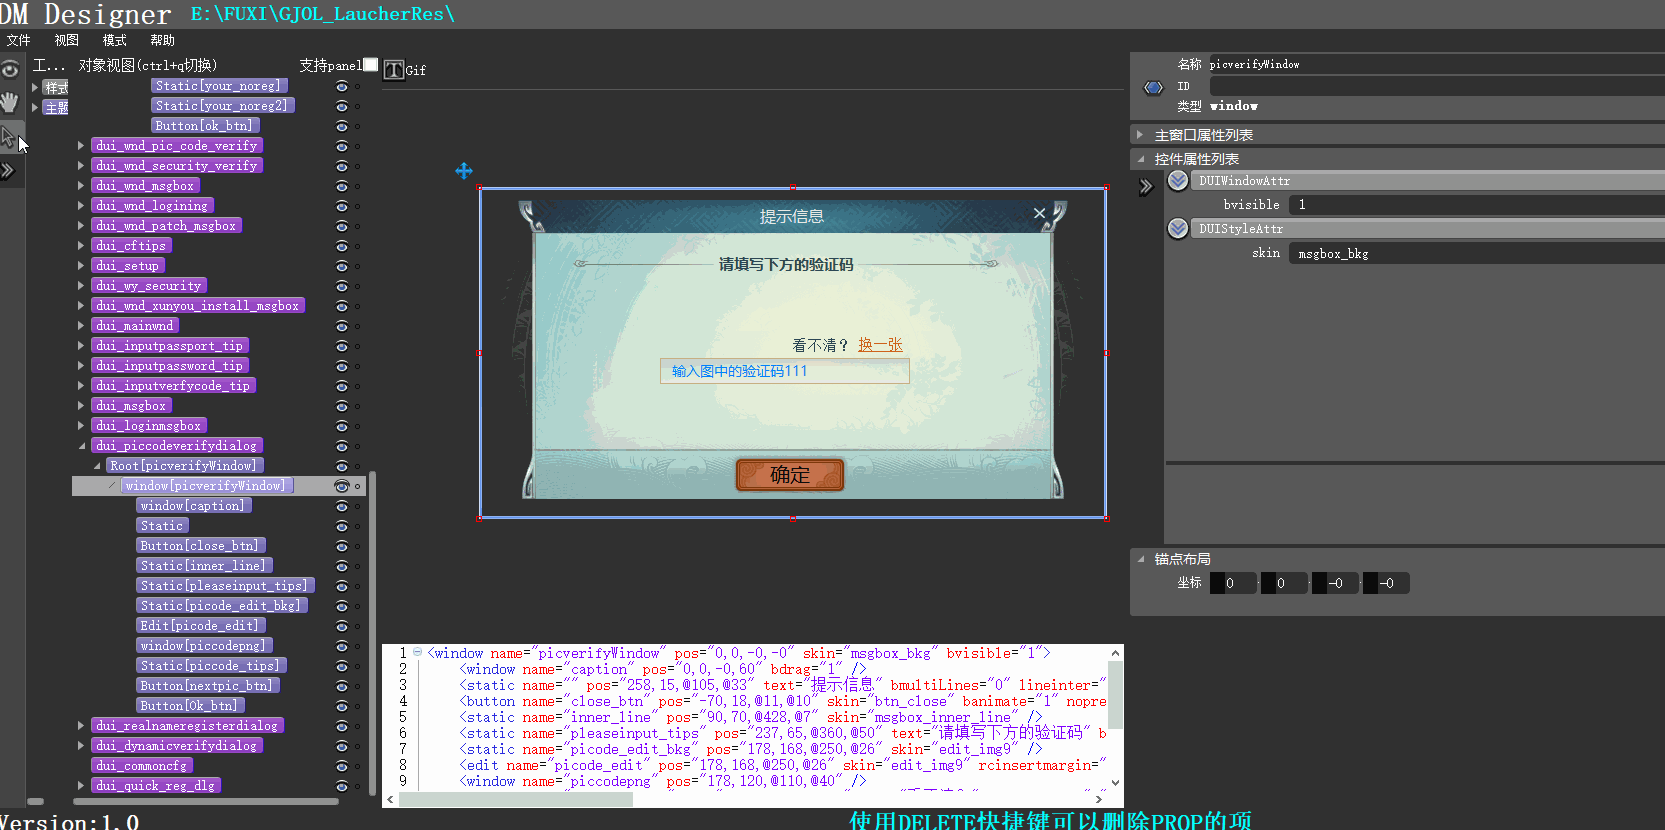 DM Designer E:\FUXI\GJOL_LaucherRes\
文件 视图 模式 帮助
工... 对象视图(ctrl+q切换) 支持panel
样式
主题
Static[your_noreg]
Static[your_noreg2]
Button[ok_btn]
dui_wnd_pic_code_verify
dui_wnd_security_verify
dui_wnd_msgbox
dui_wnd_logining
dui_wnd_patch_msgbox
dui_cftips
dui_setup
dui_wy_security
dui_wnd_xunyou_install_msgbox
dui_mainwnd
dui_inputpassport_tip
dui_inputpassword_tip
dui_inputverfycode_tip
dui_msgbox
dui_loginmsgbox
dui_piccodeverifydialog
Root[picverifyWindow]
window[picverifyWindow]
window[caption]
Static
Button[close_btn]
Static[inner_line]
Static[pleaseinput_tips]
Static[picode_edit_bkg]
Edit[picode_edit]
window[piccodepng]
Static[piccode_tips]
Button[nextpic_btn]
Button[Ok_btn]
dui_realnameregisterdialog
dui_dynamicverifydialog
dui_commoncfg
dui_quick_reg_dlg
T Gif
提示信息
请填写下方的验证码
看不清？ 换一张
输入图中的验证码111
确定
1 <window name="picverifyWindow" pos="0,0,-0,-0" skin="msgbox_bkg" bvisible="1">
2 <window name="caption" pos="0,0,-0,60" bdrag="1" />
3 <static name="" pos="258,15,@105,@33" text="提示信息" bmultiLines="0" lineinter="
4 <button name="close_btn" pos="-70,18,@11,@10" skin="btn_close" banimate="1" nopre
5 <static name="inner_line" pos="90,70,@428,@7" skin="msgbox_inner_line" />
6 <static name="pleaseinput_tips" pos="237,65,@360,@50" text="请填写下方的验证码" b
7 <static name="picode_edit_bkg" pos="178,168,@250,@26" skin="edit_img9" />
8 <edit name="picode_edit" pos="178,168,@250,@26" skin="edit_img9" rcinsertmargin="
9 <window name="piccodepng" pos="178,120,@110,@40" />
名称 picverifyWindow
ID
类型 window
主窗口属性列表
控件属性列表
DUIWindowAttr
bvisible 1
DUIStyleAttr
skin msgbox_bkg
锚点布局
坐标 0 0 -0 -0
Version:1.0 使用DELETE快捷键可以删除PROP的项